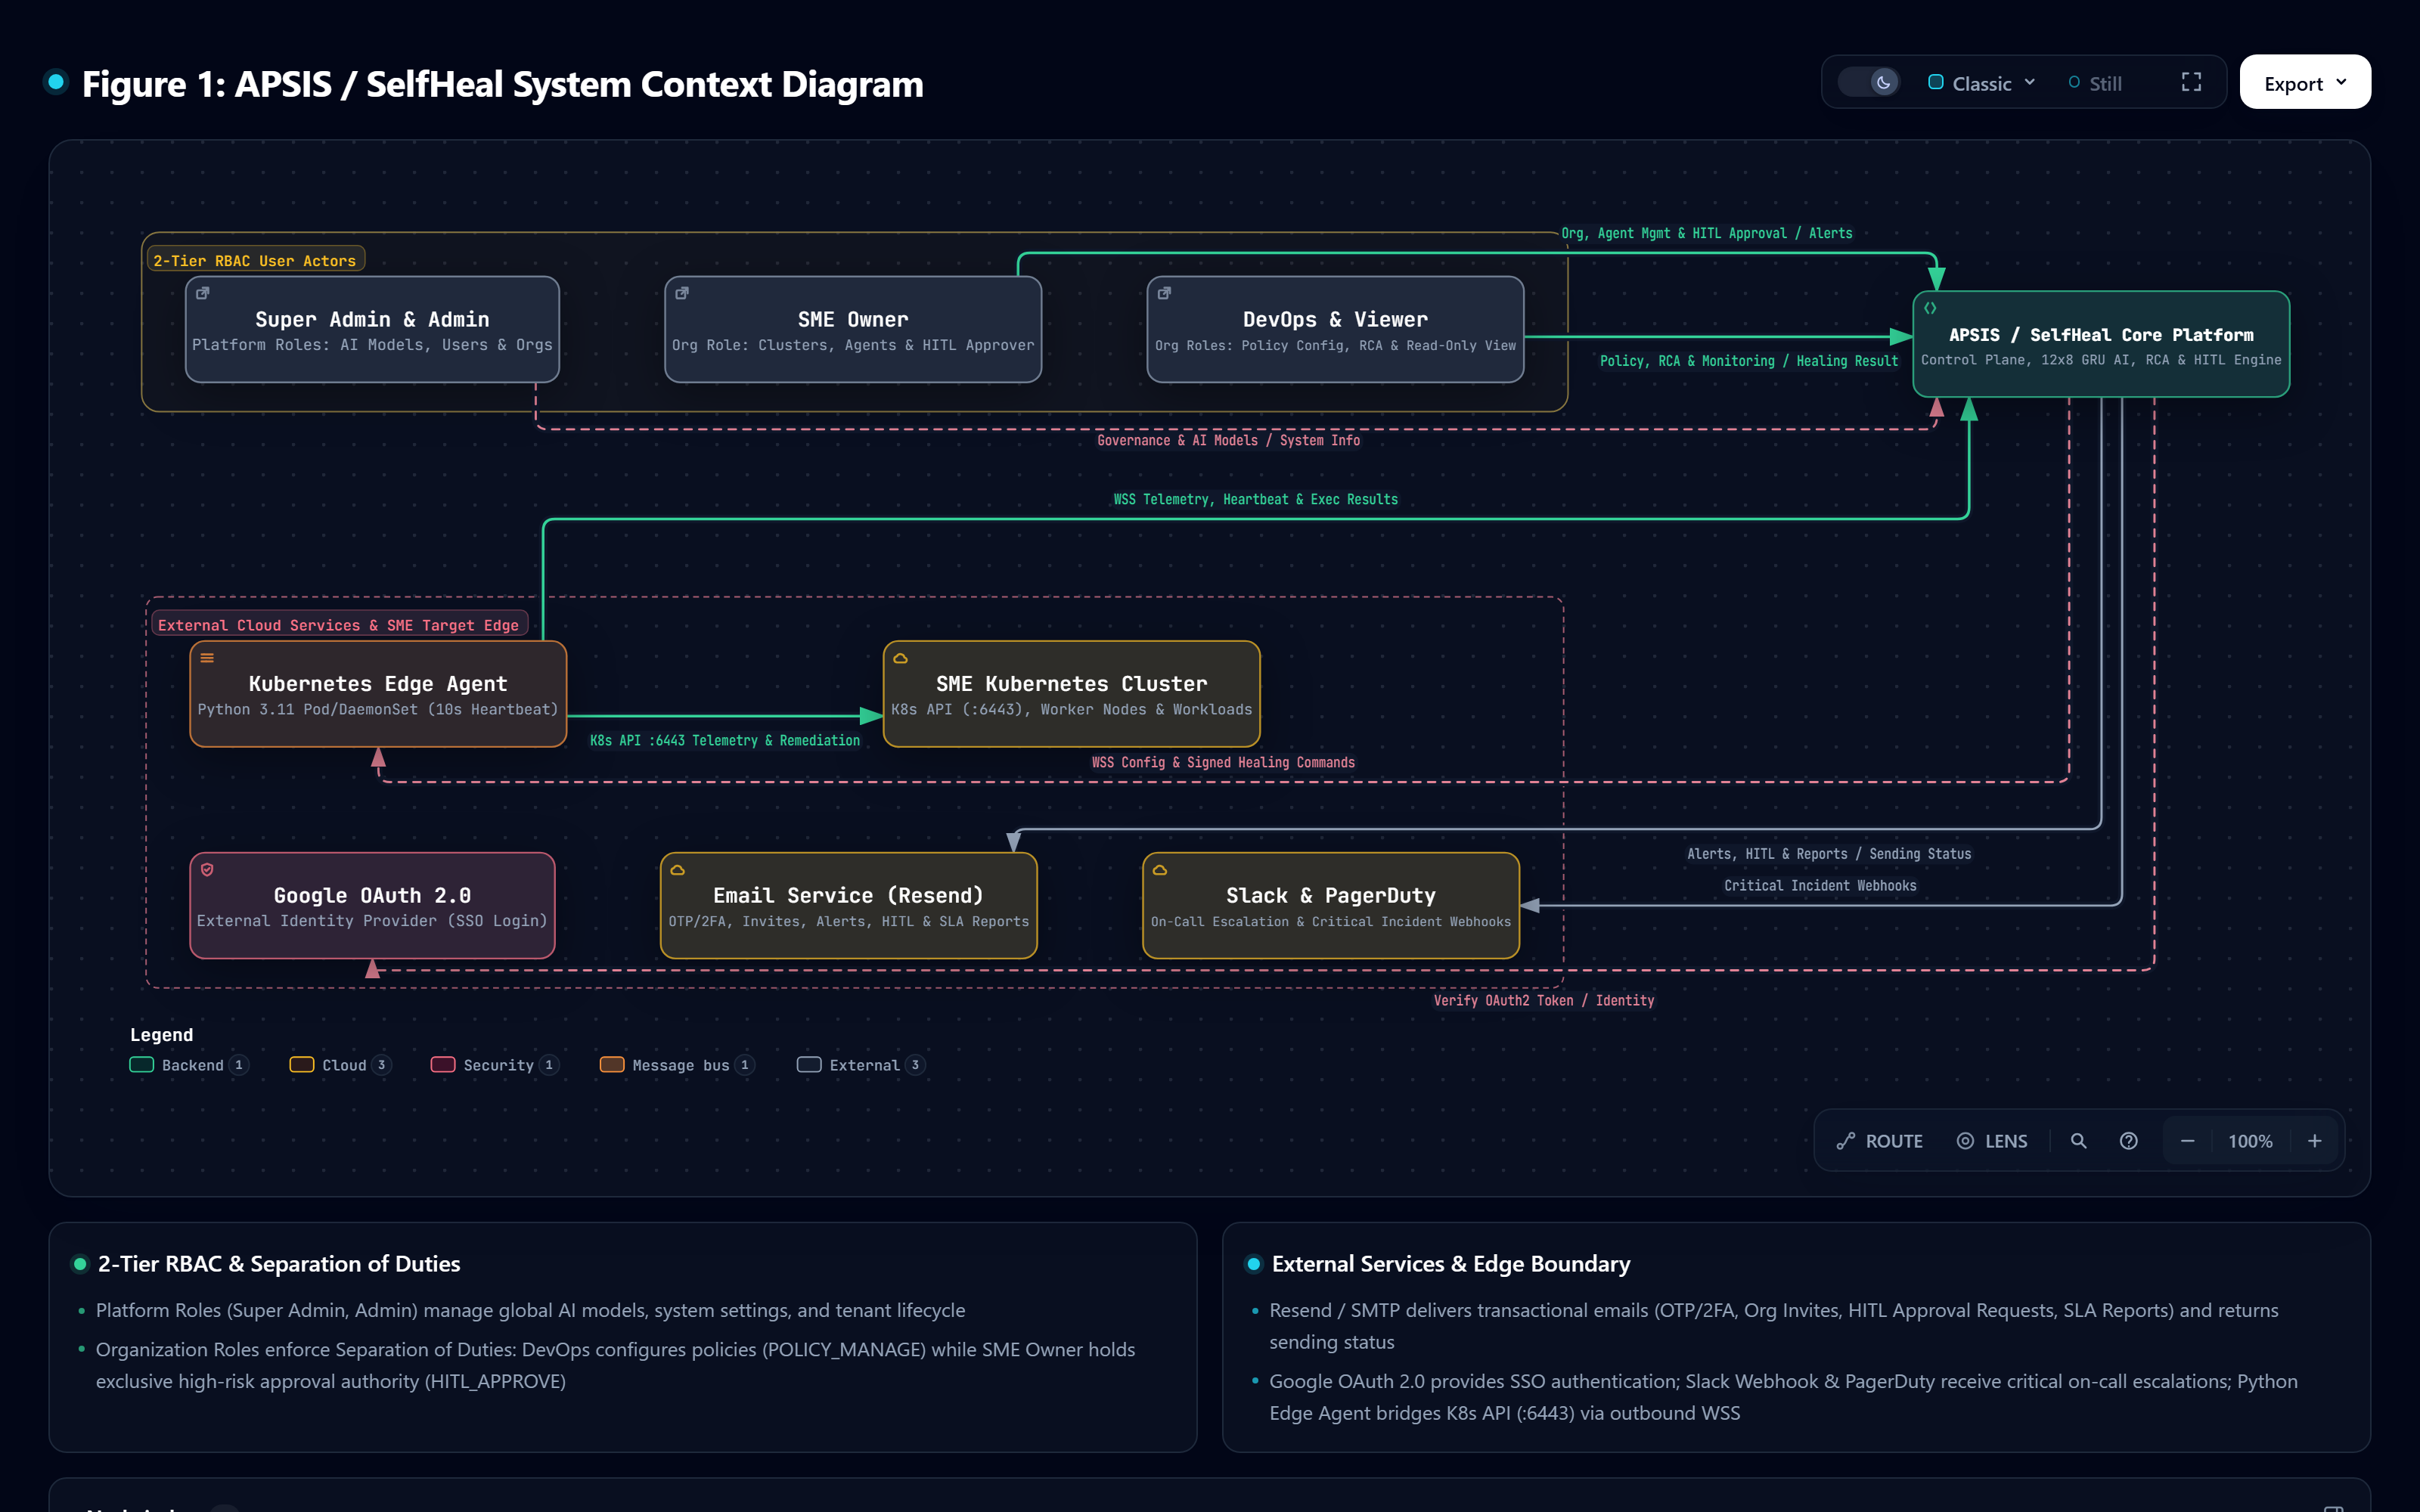 Figure 1: APSIS / SelfHeal System Context Diagram
Classic
Still
Export
Org, Agent Mgmt & HITL Approval / Alerts
2-Tier RBAC User Actors
Super Admin & Admin
Platform Roles: AI Models, Users & Orgs
SME Owner
Org Role: Clusters, Agents & HITL Approver
DevOps & Viewer
Org Roles: Policy Config, RCA & Read-Only View
APSIS / SelfHeal Core Platform
Control Plane, 12x8 GRU AI, RCA & HITL Engine
Policy, RCA & Monitoring / Healing Result
Governance & AI Models / System Info
WSS Telemetry, Heartbeat & Exec Results
External Cloud Services & SME Target Edge
Kubernetes Edge Agent
Python 3.11 Pod/DaemonSet (10s Heartbeat)
SME Kubernetes Cluster
K8s API (:6443), Worker Nodes & Workloads
K8s API :6443 Telemetry & Remediation
WSS Config & Signed Healing Commands
Alerts, HITL & Reports / Sending Status
Critical Incident Webhooks
Google OAuth 2.0
External Identity Provider (SSO Login)
Email Service (Resend)
OTP/2FA, Invites, Alerts, HITL & SLA Reports
Slack & PagerDuty
On-Call Escalation & Critical Incident Webhooks
Verify OAuth2 Token / Identity
Legend
Backend 1
Cloud 3
Security 1
Message bus 1
External 3
ROUTE
LENS
100%
2-Tier RBAC & Separation of Duties
Platform Roles (Super Admin, Admin) manage global AI models, system settings, and tenant lifecycle
Organization Roles enforce Separation of Duties: DevOps configures policies (POLICY_MANAGE) while SME Owner holds
exclusive high-risk approval authority (HITL_APPROVE)
External Services & Edge Boundary
Resend / SMTP delivers transactional emails (OTP/2FA, Org Invites, HITL Approval Requests, SLA Reports) and returns
sending status
Google OAuth 2.0 provides SSO authentication; Slack Webhook & PagerDuty receive critical on-call escalations; Python
Edge Agent bridges K8s API (:6443) via outbound WSS